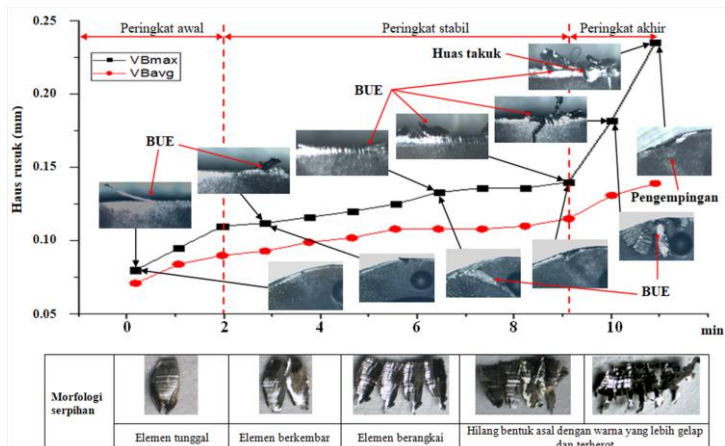 Peringkat awal
Peringkat stabil
Peringkat akhir
0.25
VBmax
VBavg
Huas takuk
0.20
BUE
BUE
Haus rusuk (mm)
0.15
Pengempingan
0.10
BUE
0.05
0
2
4
6
8
10
min
Morfologi serpihan
Elemen tunggal
Elemen berkembar
Elemen berangkai
Hilang bentuk asal dengan warna yang lebih gelap
dan terherot